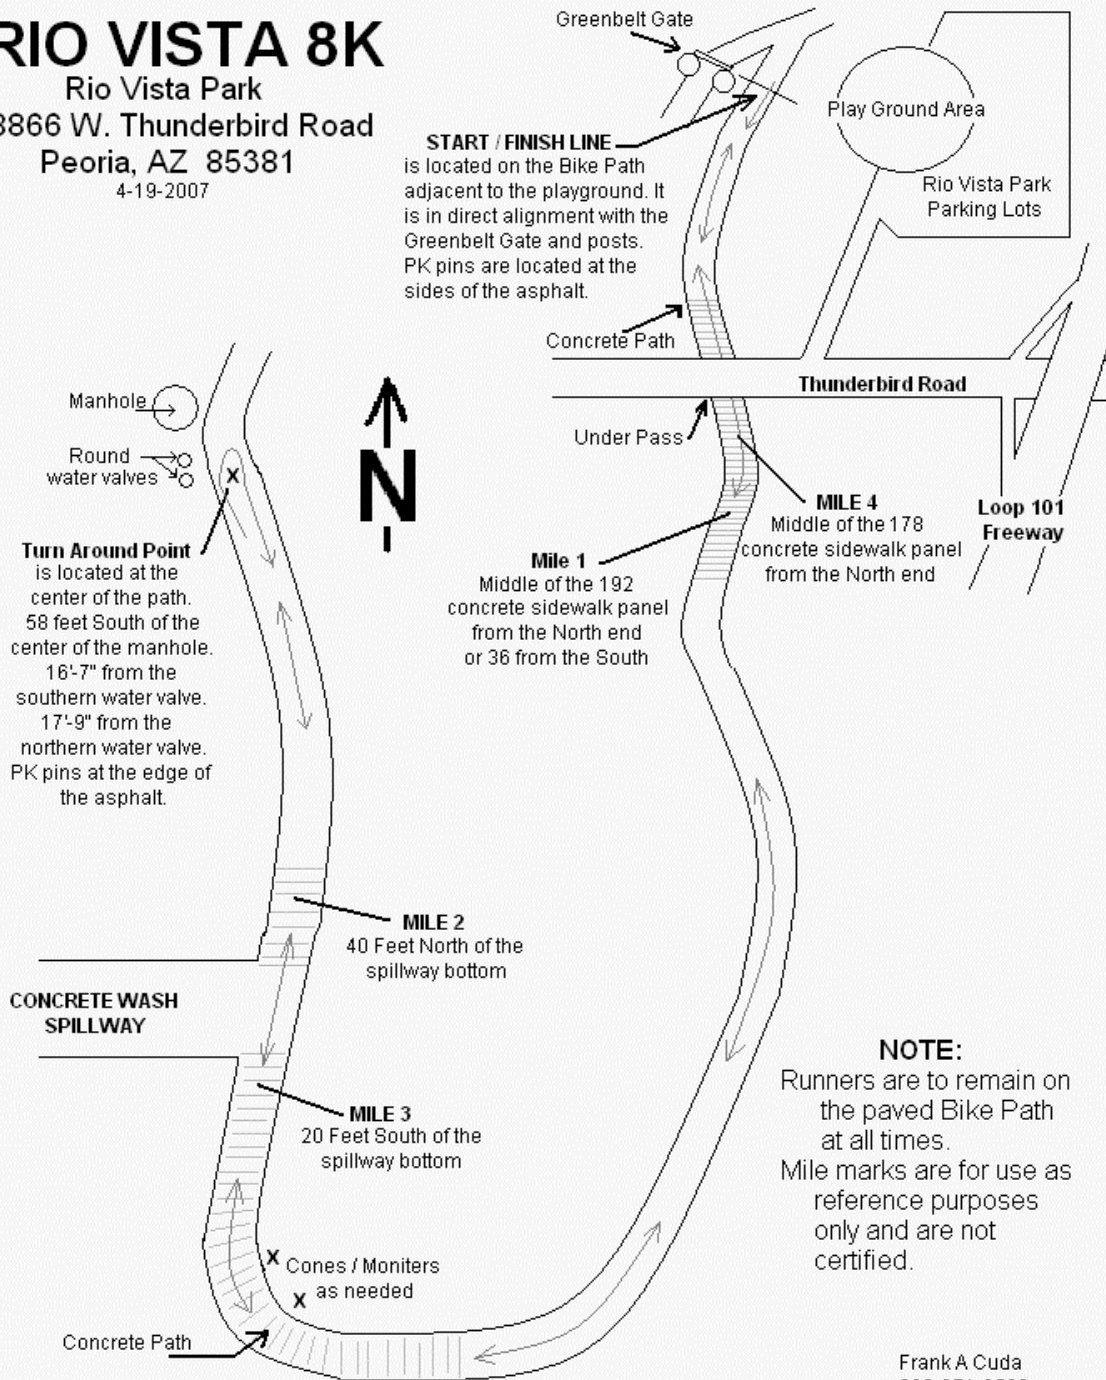 RIO VISTA 8K
Rio Vista Park
8866 W. Thunderbird Road
Peoria, AZ 85381
4-19-2007
Greenbelt Gate
START / FINISH LINE
is located on the Bike Path
adjacent to the playground. It
is in direct alignment with the
Greenbelt Gate and posts.
PK pins are located at the
sides of the asphalt.
Play Ground Area
Rio Vista Park
Parking Lots
Concrete Path
Thunderbird Road
Under Pass
Manhole
Round
water valves
N
MILE 4
Middle of the 178
concrete sidewalk panel
from the North end
Loop 101
Freeway
Mile 1
Middle of the 192
concrete sidewalk panel
from the North end
or 36 from the South
X
Turn Around Point
is located at the
center of the path.
58 feet South of the
center of the manhole.
16'-7" from the
southern water valve.
17'-9" from the
northern water valve.
PK pins at the edge of
the asphalt.
MILE 2
40 Feet North of the
spillway bottom
CONCRETE WASH
SPILLWAY
MILE 3
20 Feet South of the
spillway bottom
X
Cones / Moniters
as needed
X
Concrete Path
NOTE:
Runners are to remain on
the paved Bike Path
at all times.
Mile marks are for use as
reference purposes
only and are not
certified.
Frank A Cuda